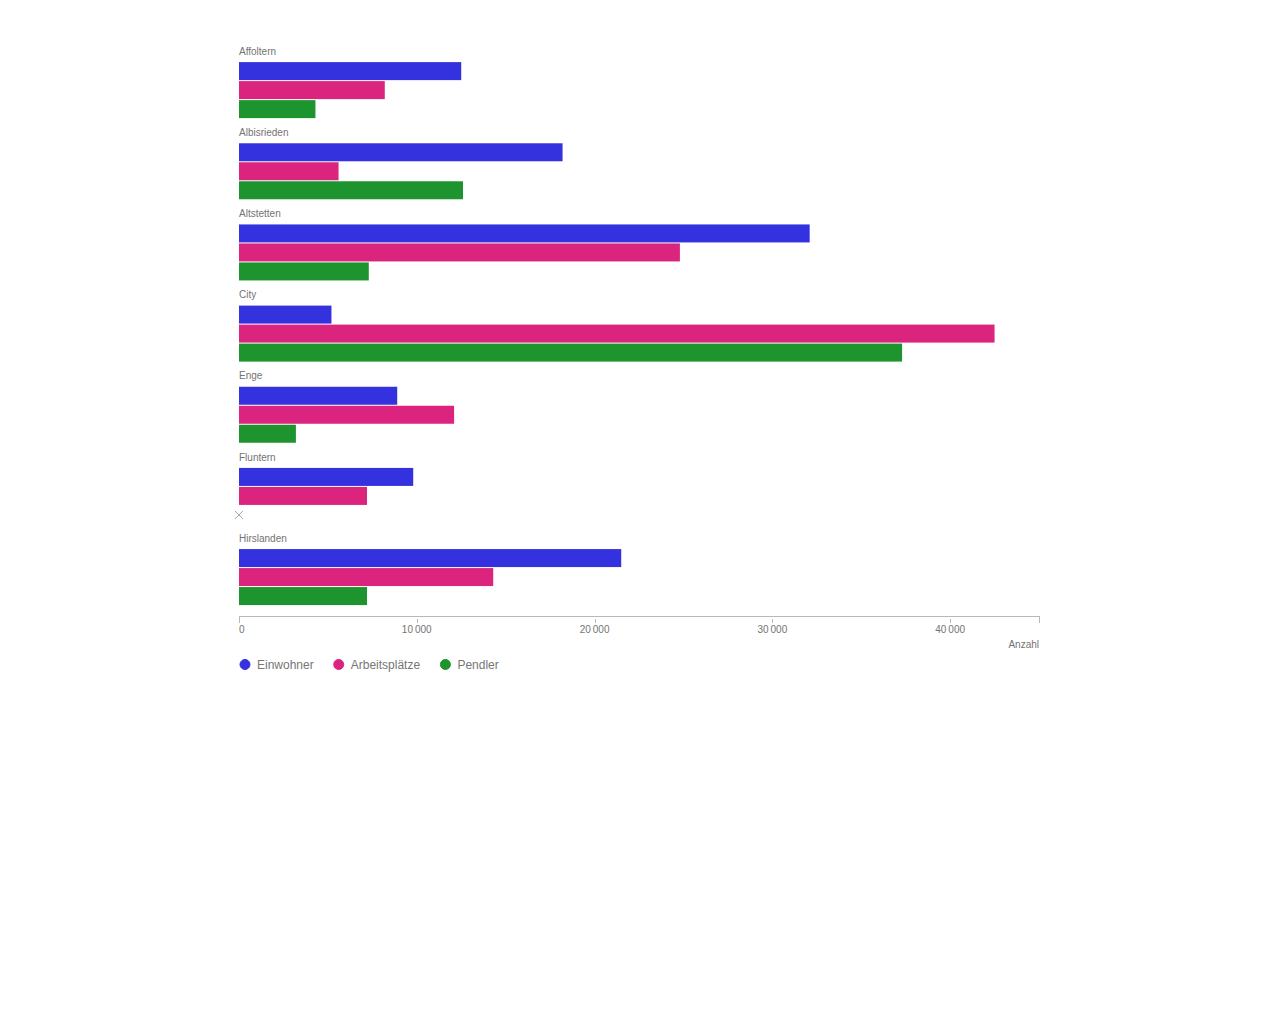 Affoltern
Albisrieden
Altstetten
City
Enge
Fluntern
Hirslanden
0 10 000 20 000 30 000 40 000
Anzahl
Einwohner Arbeitsplätze Pendler